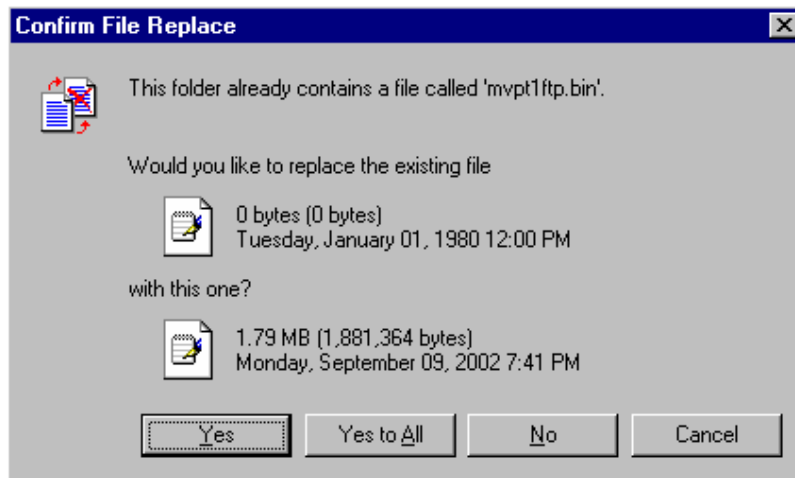 Confirm File Replace
This folder already contains a file called 'mvpt1ftp.bin'.
Would you like to replace the existing file
0 bytes (0 bytes)
Tuesday, January 01, 1980 12:00 PM
with this one?
1.79 MB (1,881,364 bytes)
Monday, September 09, 2002 7:41 PM
Yes
Yes to All
No
Cancel